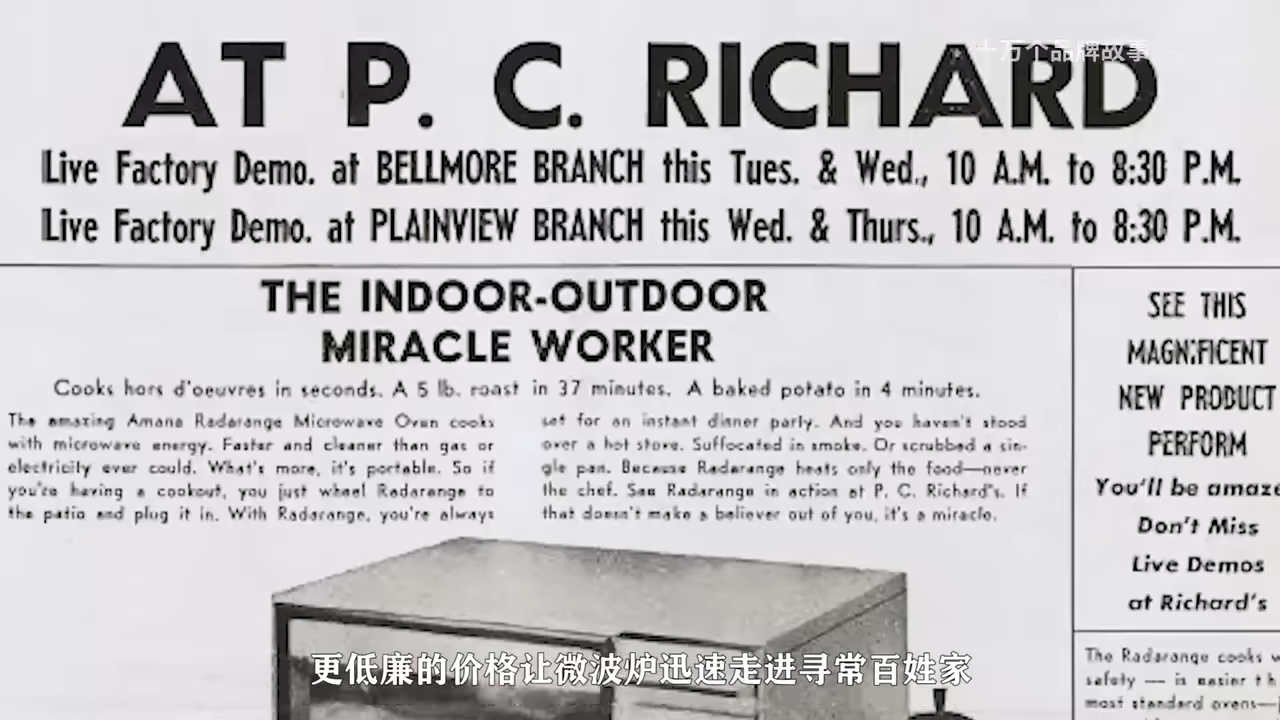 十万个品牌故事
AT P. C. RICHARD
Live Factory Demo. at BELLMORE BRANCH this Tues. & Wed., 10 A.M. to 8:30 P.M.
Live Factory Demo. at PLAINVIEW BRANCH this Wed. & Thurs., 10 A.M. to 8:30 P.M.
THE INDOOR-OUTDOOR
MIRACLE WORKER
Cooks hors d'oeuvres in seconds. A 5 lb. roast in 37 minutes. A baked potato in 4 minutes.
The amazing Amana Radarange Microwave Oven cooks
with microwave energy. Faster and cleaner than gas or
electricity ever could. What's more, it's portable. So if
you're having a cookout, you just wheel Radarange to
the patio and plug it in. With Radarange, you're always
set for an instant dinner party. And you haven't stood
over a hot stove. Suffocated in smoke. Or scrubbed a sin-
gle pan. Because Radarange heats only the food—never
the chef. See Radarange in action at P. C. Richard's. If
that doesn't make a believer out of you, it's a miracle.
SEE THIS
MAGNIFICENT
NEW PRODUCT
PERFORM
You'll be amaze
Don't Miss
Live Demos
at Richard's
The Radarange cooks w
safety — is easier th
most standard ovens—
更低廉的价格让微波炉迅速走进寻常百姓家